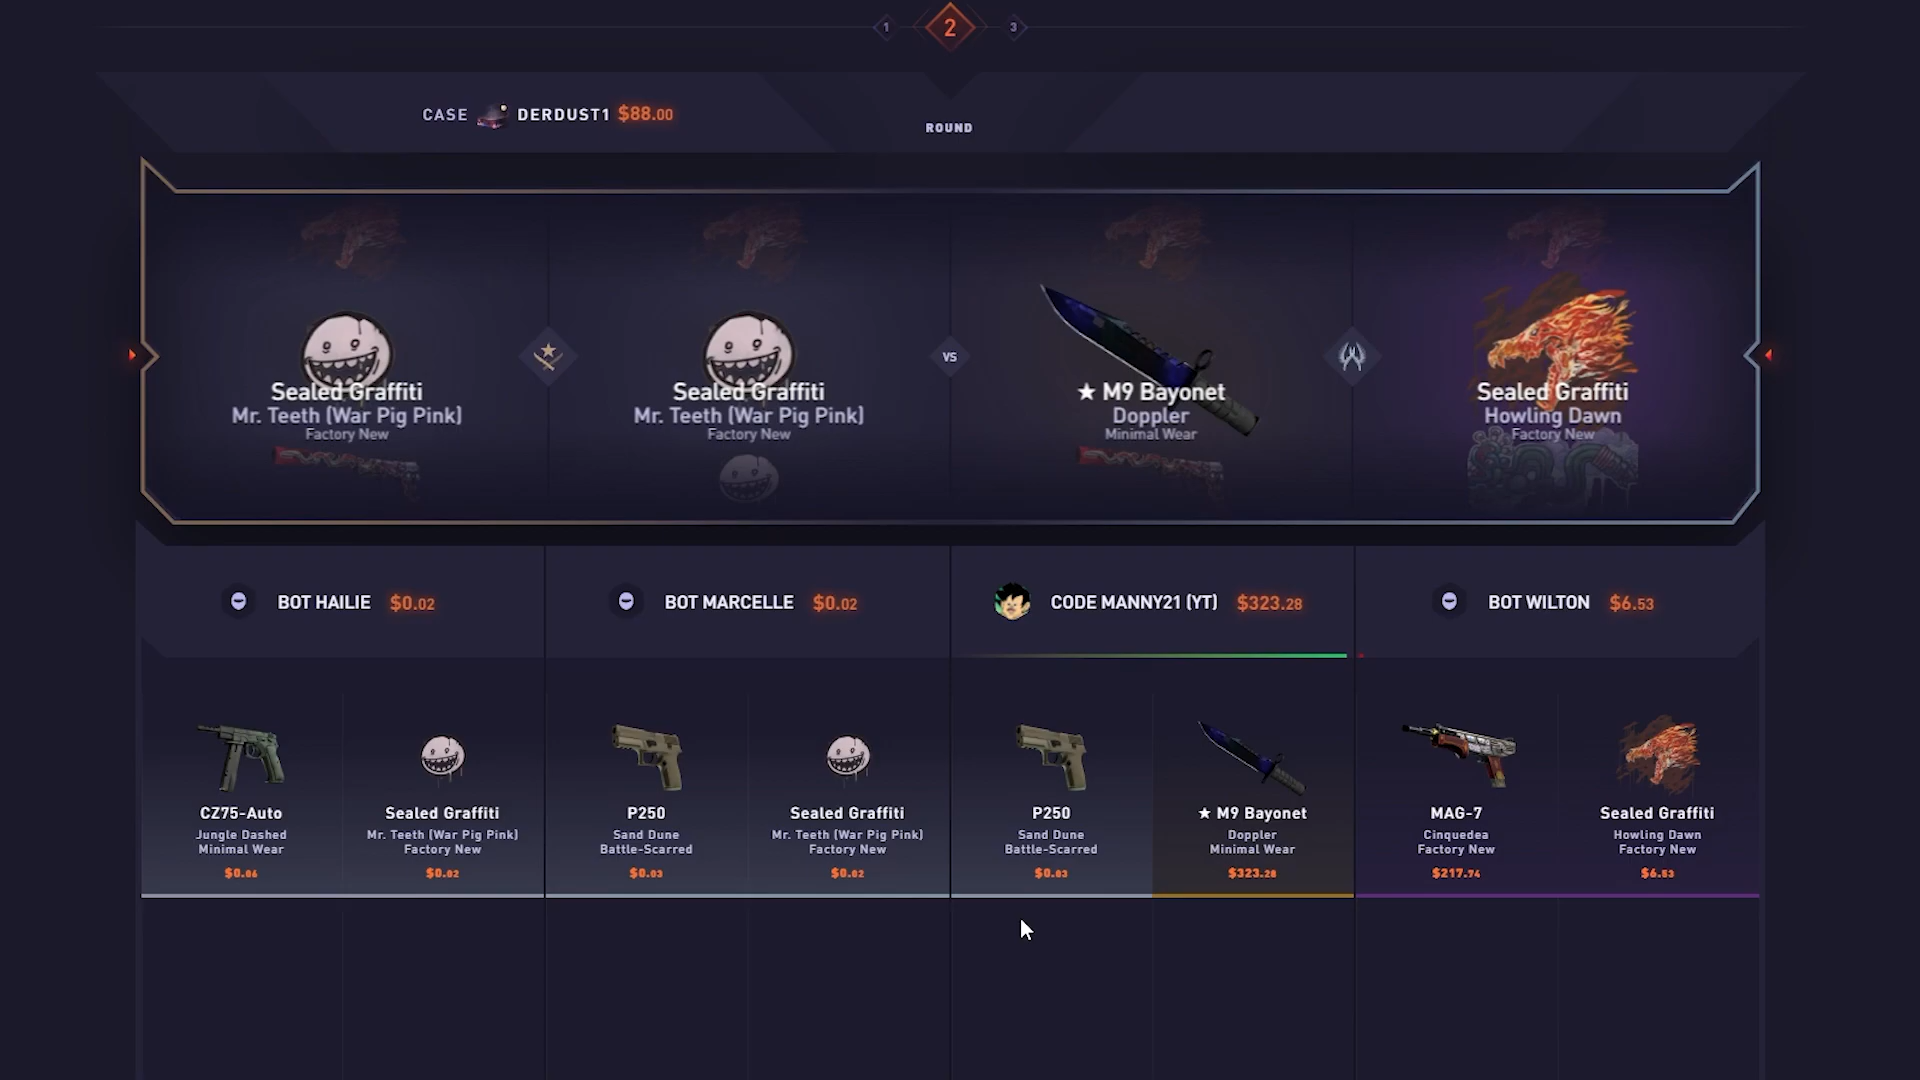 1
2
3
CASE DERDUST1 $88.00
ROUND
Sealed Graffiti
Mr. Teeth (War Pig Pink)
Factory New
Sealed Graffiti
Mr. Teeth (War Pig Pink)
Factory New
VS
★ M9 Bayonet
Doppler
Minimal Wear
Sealed Graffiti
Howling Dawn
Factory New
BOT HAILIE $0.02
BOT MARCELLE $0.02
CODE MANNY21 (YT) $323.28
BOT WILTON $6.53
CZ75-Auto
Jungle Dashed
Minimal Wear
$0.06
Sealed Graffiti
Mr. Teeth (War Pig Pink)
Factory New
$0.02
P250
Sand Dune
Battle-Scarred
$0.03
Sealed Graffiti
Mr. Teeth (War Pig Pink)
Factory New
$0.02
P250
Sand Dune
Battle-Scarred
$0.03
★ M9 Bayonet
Doppler
Minimal Wear
$323.28
MAG-7
Cinquedea
Factory New
$217.74
Sealed Graffiti
Howling Dawn
Factory New
$6.53